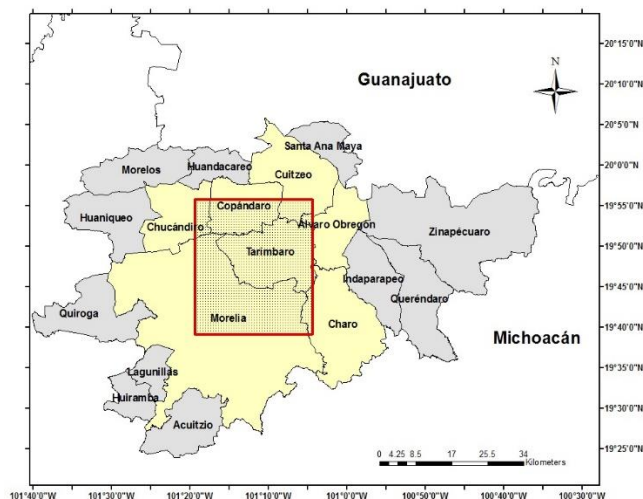 20°15'0"N
N
Guanajuato
20°10'0"N
20°5'0"N
Santa Ana Maya
Morelos
Huandacareo
20°0'0"N
Cuitzeo
Huaniqueo
Copándaro
19°55'0"N
Chucándiro
Álvaro Obregón
Zinapécuaro
19°50'0"N
Tarímbaro
Indaparapeo
Queréndaro
19°45'0"N
Quiroga
Morelia
Charo
19°40'0"N
Michoacán
Lagunillas
19°35'0"N
Huiramba
19°30'0"N
Acuitzio
19°25'0"N
0 4.25 8.5 17 25.5 34
Kilometers
101°40'0"W 101°30'0"W 101°20'0"W 101°10'0"W 101°0'0"W 100°50'0"W 100°40'0"W 100°30'0"W